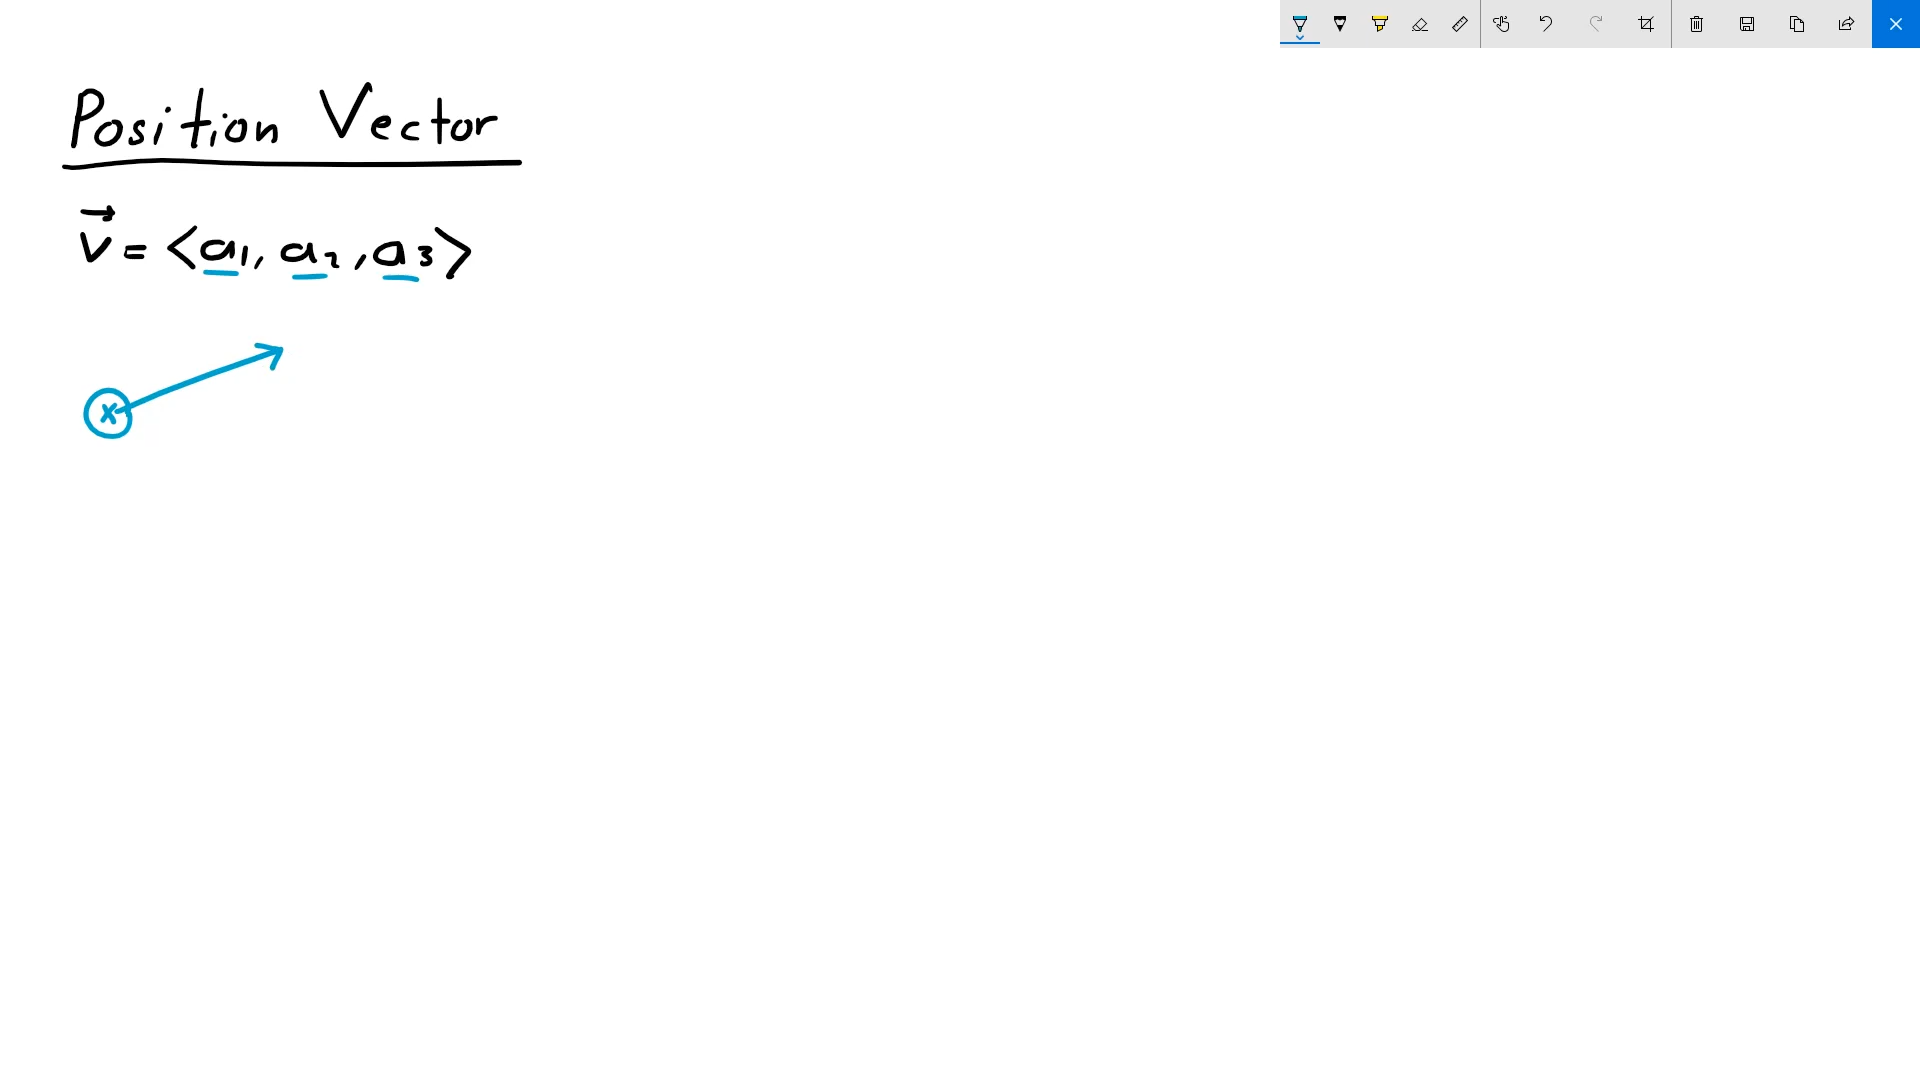 Position Vector
v⃗ = <a₁, a₂, a₃>
x